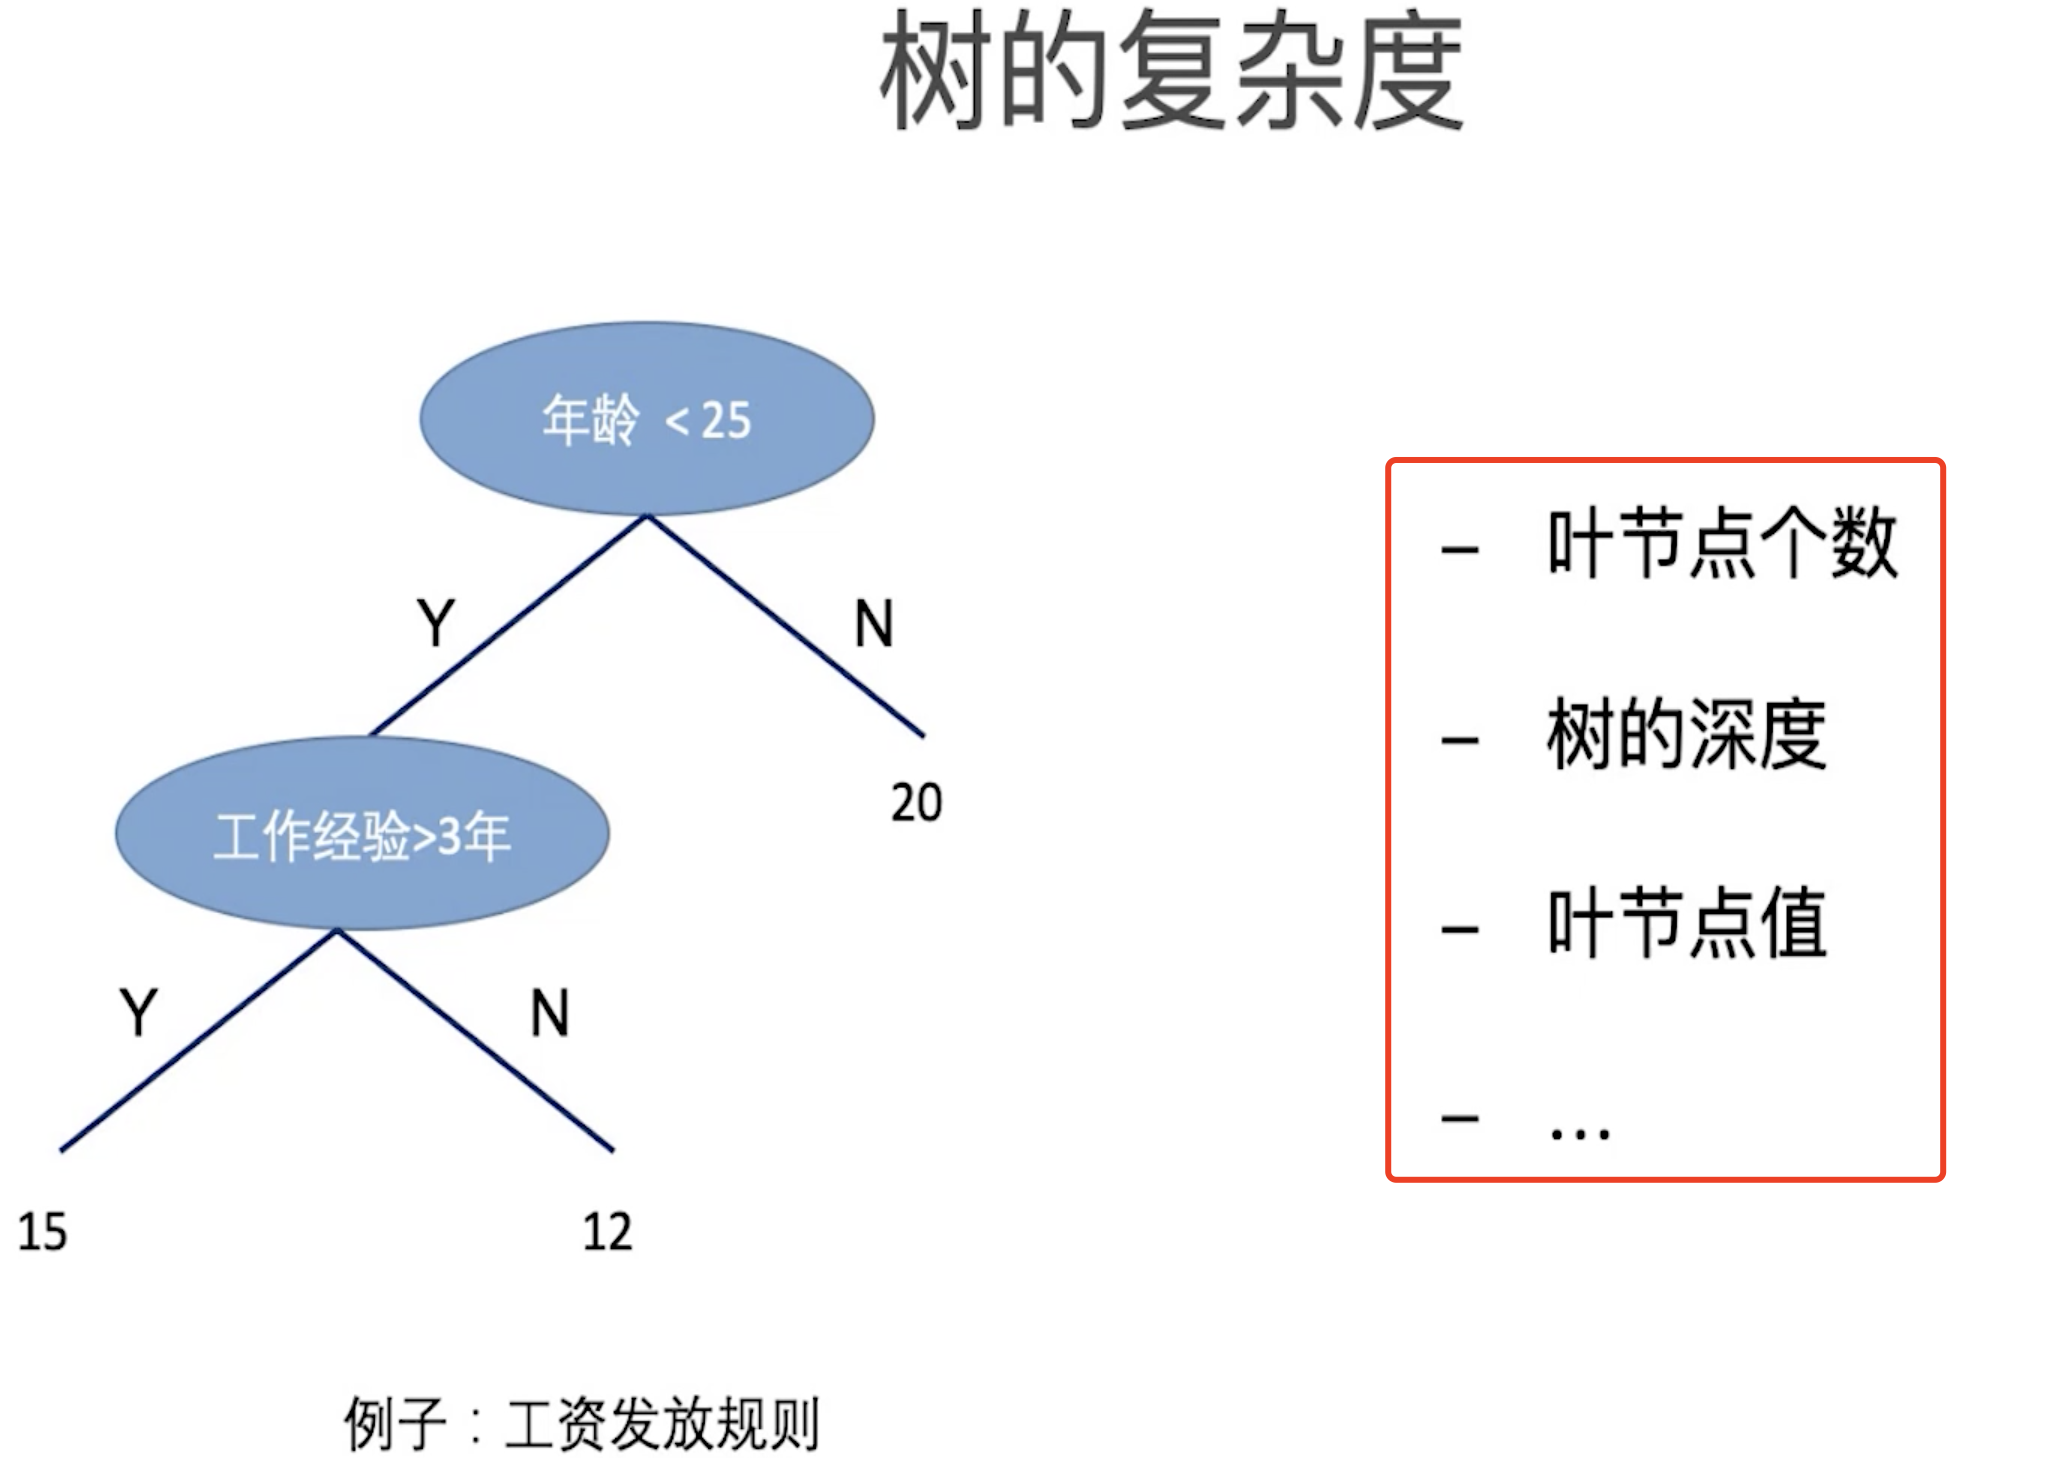 树的复杂度
年龄 < 25
Y
N
20
工作经验>3年
Y
N
15
12
例子：工资发放规则
– 叶节点个数
– 树的深度
– 叶节点值
– ...